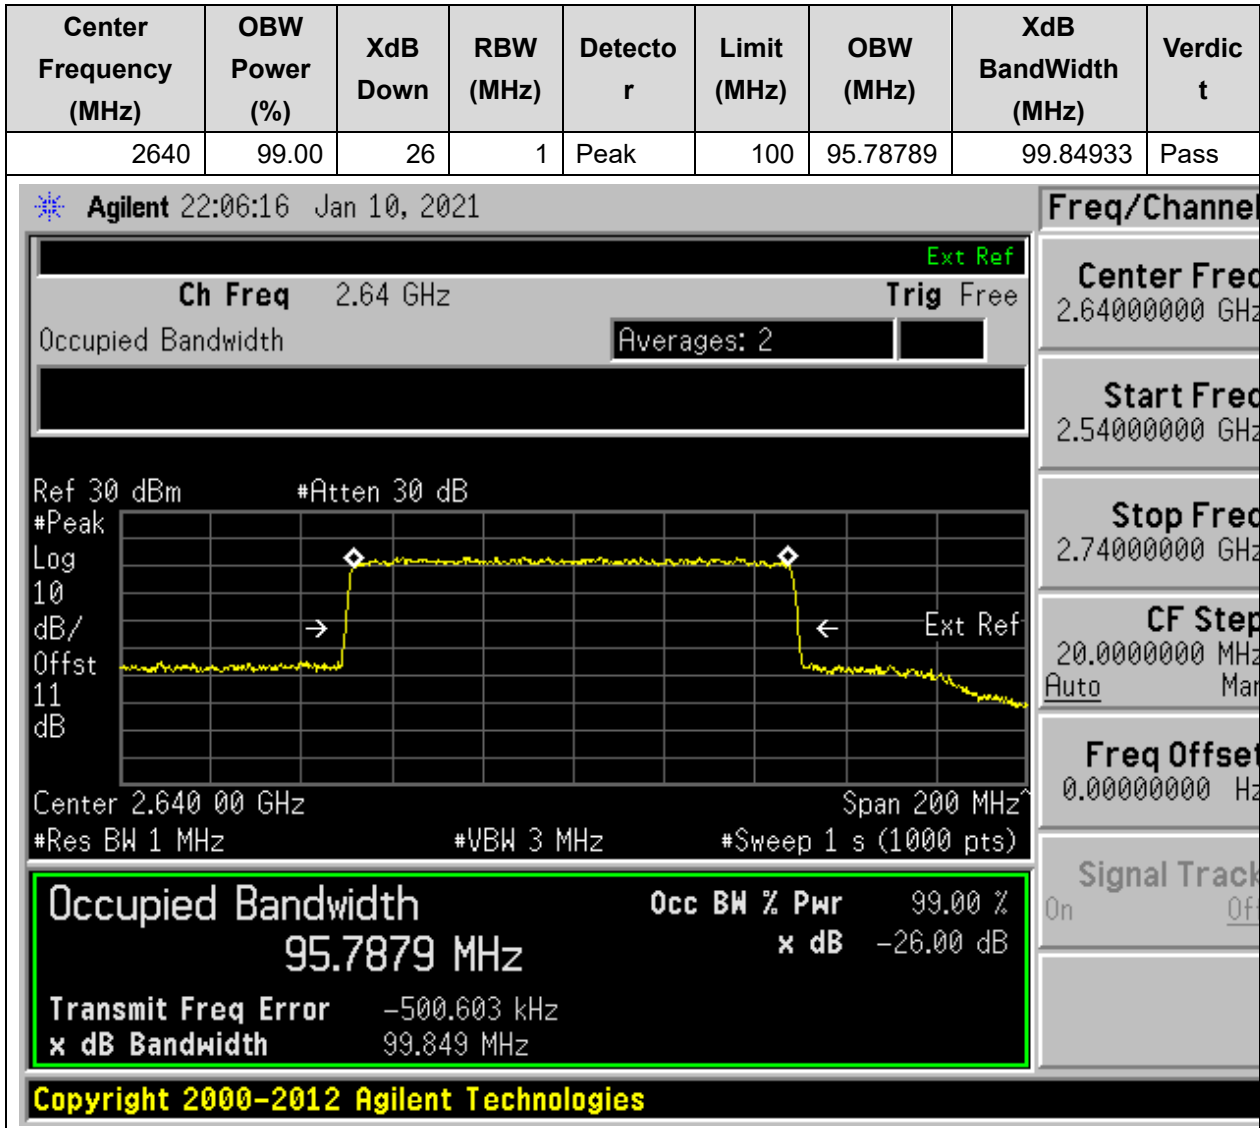 Center Frequency (MHz) OBW Power (%) XdB Down RBW (MHz) Detector Limit (MHz) OBW (MHz) XdB BandWidth (MHz) Verdict
2640 99.00 26 1 Peak 100 95.78789 99.84933 Pass
Agilent 22:06:16 Jan 10, 2021
Freq/Channel
Ext Ref
Ch Freq 2.64 GHz Trig Free
Occupied Bandwidth Averages: 2
Center Freq
2.64000000 GHz
Start Freq
2.54000000 GHz
Stop Freq
2.74000000 GHz
CF Step
20.0000000 MHz
Auto Man
Freq Offset
0.00000000 Hz
Signal Track
On Off
Ref 30 dBm #Atten 30 dB
#Peak
Log
10
dB/
Offst
11
dB
Ext Ref
Center 2.640 00 GHz Span 200 MHz^
#Res BW 1 MHz #VBW 3 MHz #Sweep 1 s (1000 pts)
Occupied Bandwidth
95.7879 MHz
Occ BW % Pwr 99.00 %
x dB -26.00 dB
Transmit Freq Error -500.603 kHz
x dB Bandwidth 99.849 MHz
Copyright 2000-2012 Agilent Technologies